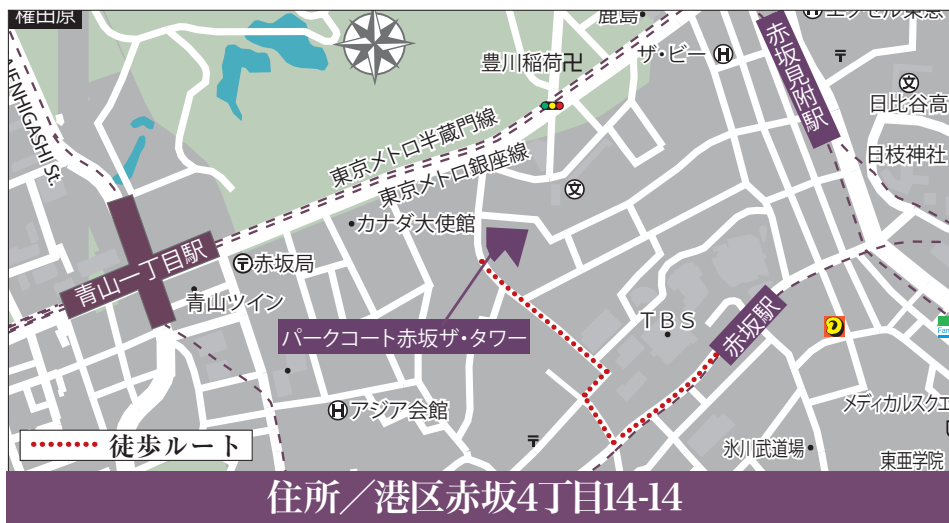 権田原
鹿島
豊川稲荷卍
ザ・ビー H
赤坂見附駅
〒
文
日比谷高
日枝神社
東京メトロ半蔵門線
東京メトロ銀座線
文
カナダ大使館
青山一丁目駅
〒赤坂局
青山ツイン
パークコート赤坂ザ・タワー
TBS
赤坂駅
H アジア会館
〒
メディカルスクエ
氷川武道場
東亜学院
徒歩ルート
住所／港区赤坂4丁目14-14